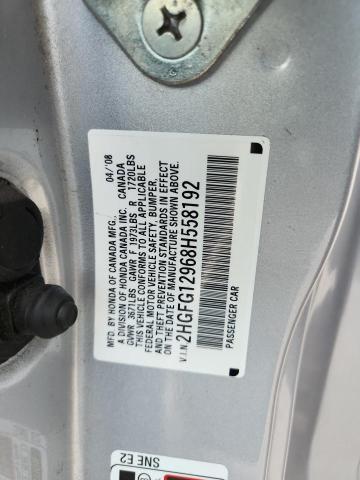 MFD. BY HONDA OF CANADA MFG. 04/'08
A DIVISION OF HONDA CANADA INC. CANADA
GVWR 3671LBS GAWR F 1973LBS R 1720LBS
THIS VEHICLE CONFORMS TO ALL APPLICABLE
FEDERAL MOTOR VEHICLE SAFETY, BUMPER,
AND THEFT PREVENTION STANDARDS IN EFFECT
ON THE DATE OF MANUFACTURE SHOWN ABOVE.
V.I.N. 2HGFG12968H558192
PASSENGER CAR
SNE E2